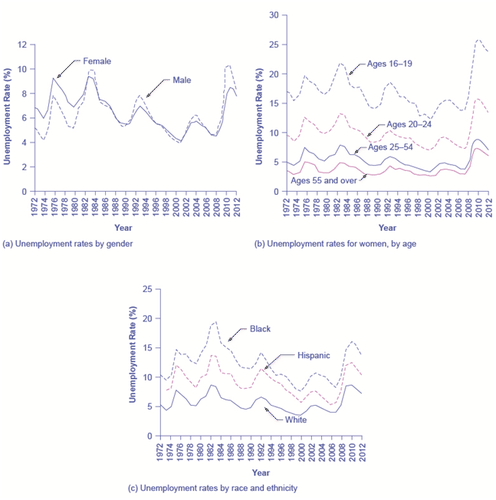 Unemployment Rate (%)
12
10
8
6
4
2
0
Female
Male
1972 1974 1976 1978 1980 1982 1984 1986 1988 1990 1992 1994 1996 1998 2000 2002 2004 2006 2008 2010 2012
Year
(a) Unemployment rates by gender
Unemployment Rate (%)
30
25
20
15
10
5
0
Ages 16–19
Ages 20–24
Ages 25–54
Ages 55 and over
1972 1974 1976 1978 1980 1982 1984 1986 1988 1990 1992 1994 1996 1998 2000 2002 2004 2006 2008 2010 2012
Year
(b) Unemployment rates for women, by age
Unemployment Rate (%)
25
20
15
10
5
0
Black
Hispanic
White
1972 1974 1976 1978 1980 1982 1984 1986 1988 1990 1992 1994 1996 1998 2000 2002 2004 2006 2008 2010 2012
Year
(c) Unemployment rates by race and ethnicity